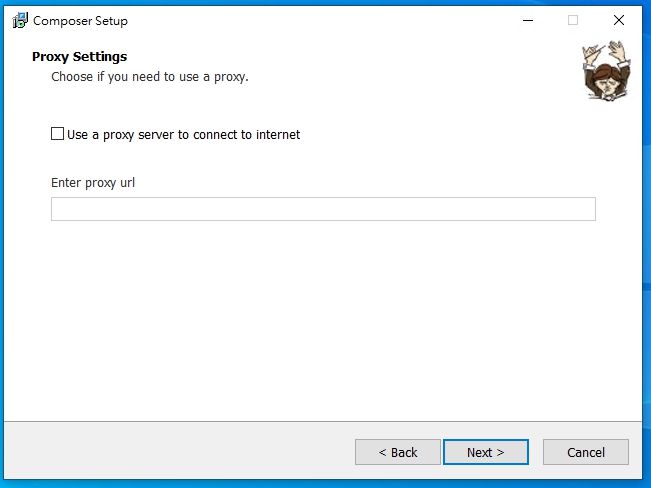 Composer Setup
Proxy Settings
Choose if you need to use a proxy.
Use a proxy server to connect to internet
Enter proxy url
< Back
Next >
Cancel